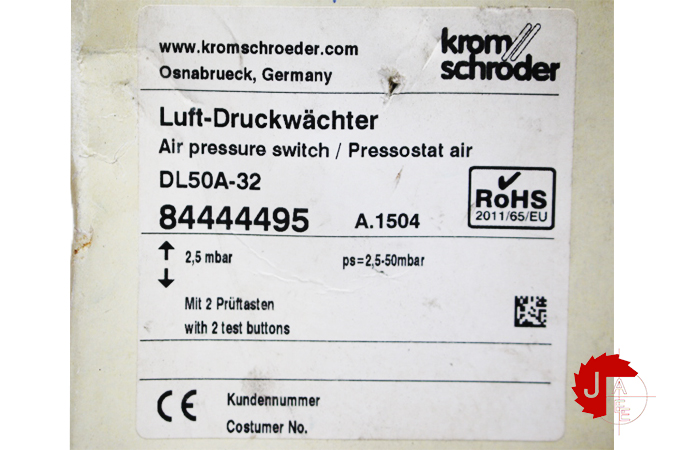 www.kromschroeder.com
Osnabrueck, Germany
krom
schröder
Luft-Druckwächter
Air pressure switch / Pressostat air
DL50A-32
84444495 A.1504
RoHS
2011/65/EU
2,5 mbar ps=2,5-50mbar
Mit 2 Prüftasten
with 2 test buttons
CE Kundennummer
Costumer No.
J